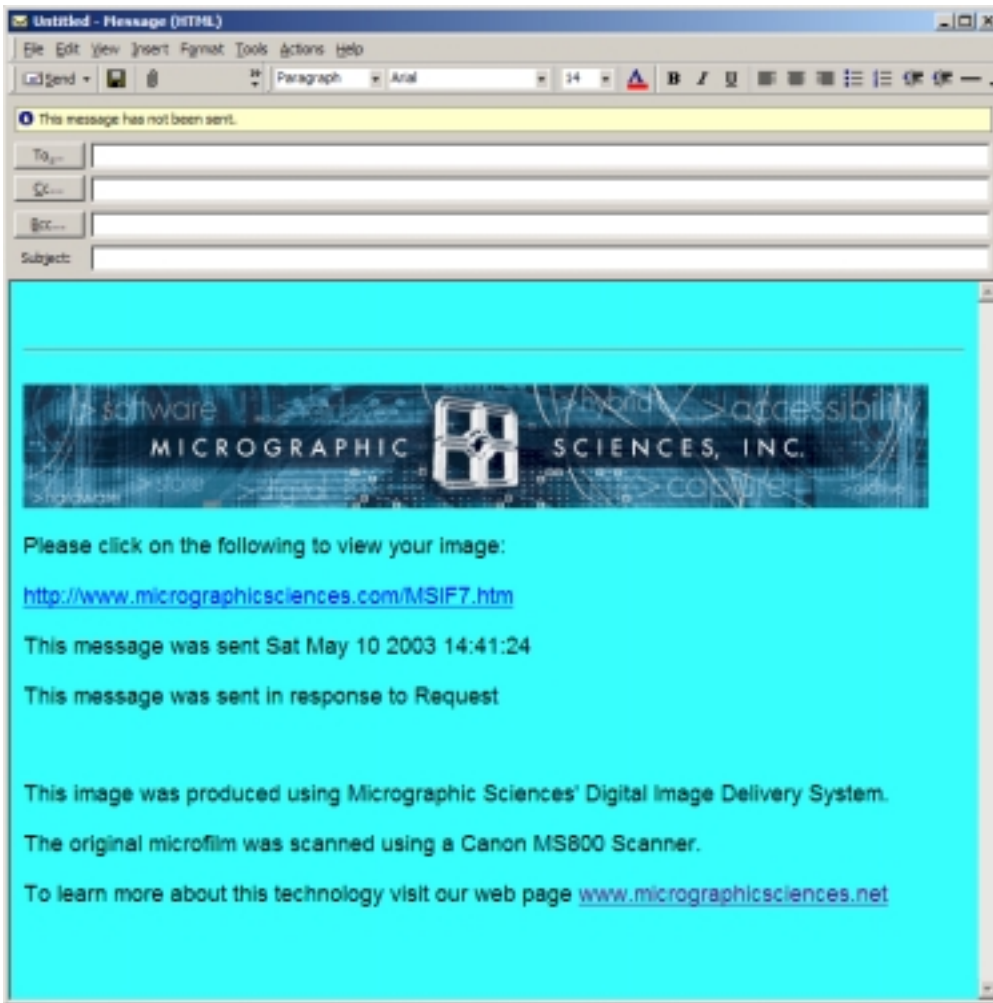 Untitled - Message (HTML)
File Edit View Insert Format Tools Actions Help
Send Paragraph Arial 14 A B I U
This message has not been sent.
To...
Cc...
Bcc...
Subject:
>software >hybrid >accessibility
MICROGRAPHIC SCIENCES, INC.
>hardware >store >digital >capture >archive
Please click on the following to view your image:
http://www.micrographicsciences.com/MSIF7.htm
This message was sent Sat May 10 2003 14:41:24
This message was sent in response to Request
This image was produced using Micrographic Sciences' Digital Image Delivery System.
The original microfilm was scanned using a Canon MS800 Scanner.
To learn more about this technology visit our web page www.micrographicsciences.net